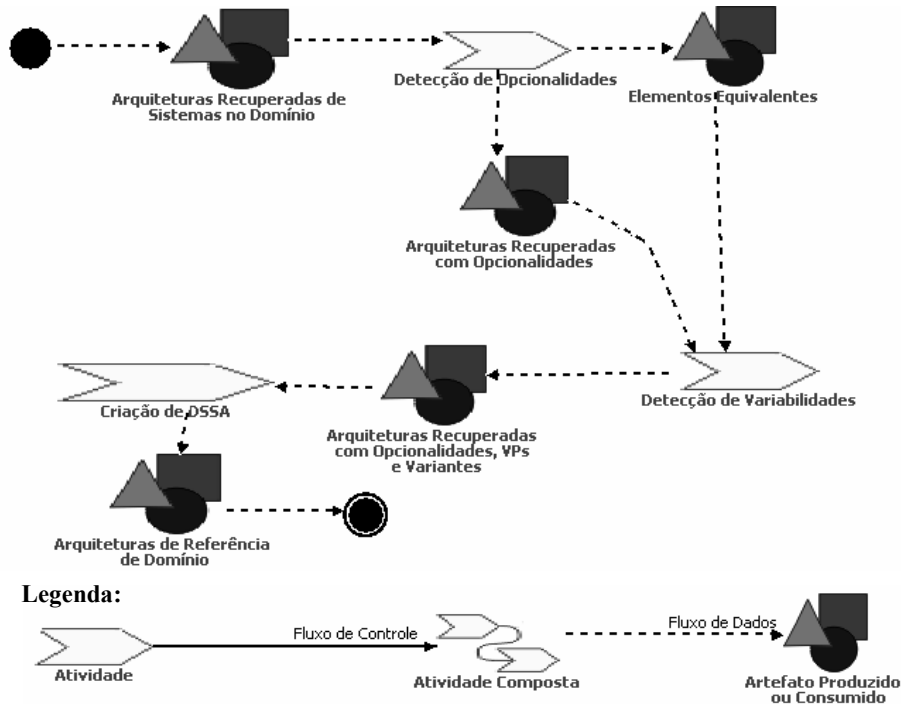 Detecção de Opcionalidades
Elementos Equivalentes
Arquiteturas Recuperadas de
Sistemas no Domínio
Arquiteturas Recuperadas
com Opcionalidades
Detecção de Variabilidades
Criação de DSSA
Arquiteturas Recuperadas
com Opcionalidades, VPs
e Variantes
Arquiteturas de Referência
de Domínio
Legenda:
Fluxo de Controle
Fluxo de Dados
Atividade
Atividade Composta
Artefato Produzido
ou Consumido